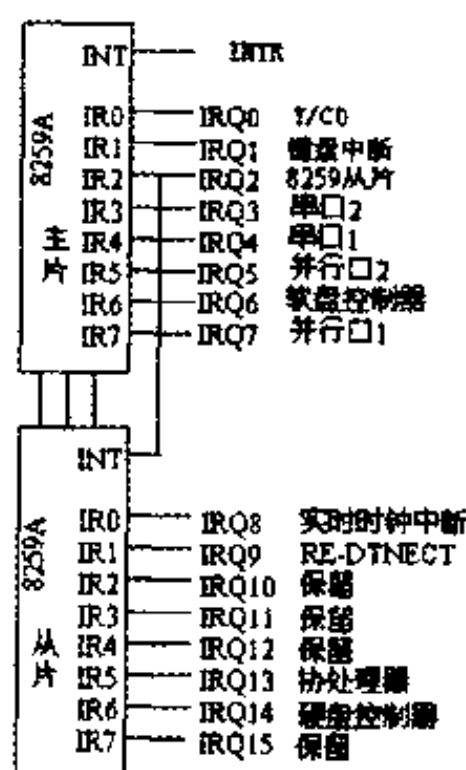 INT INTR
IR0 IRQ0 T/C0
IR1 IRQ1 键盘中断
IR2 IRQ2 8259从片
IR3 IRQ3 串口2
IR4 IRQ4 串口1
IR5 IRQ5 并行口2
IR6 IRQ6 软盘控制器
IR7 IRQ7 并行口1
8259A
主片
INT
IR0 IRQ8 实时时钟中断
IR1 IRQ9 RE-DTNECT
IR2 IRQ10 保留
IR3 IRQ11 保留
IR4 IRQ12 保留
IR5 IRQ13 协处理器
IR6 IRQ14 硬盘控制器
IR7 IRQ15 保留
8259A
从片